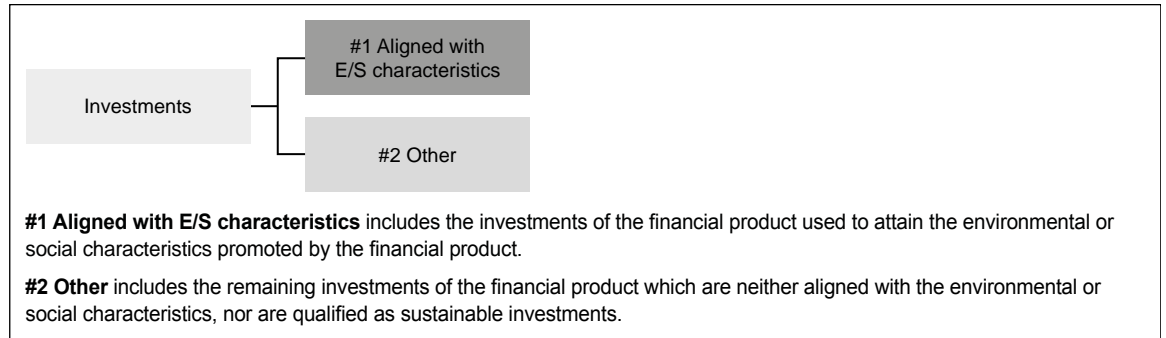 #1 Aligned with
E/S characteristics
Investments
#2 Other
#1 Aligned with E/S characteristics includes the investments of the financial product used to attain the environmental or
social characteristics promoted by the financial product.
#2 Other includes the remaining investments of the financial product which are neither aligned with the environmental or
social characteristics, nor are qualified as sustainable investments.